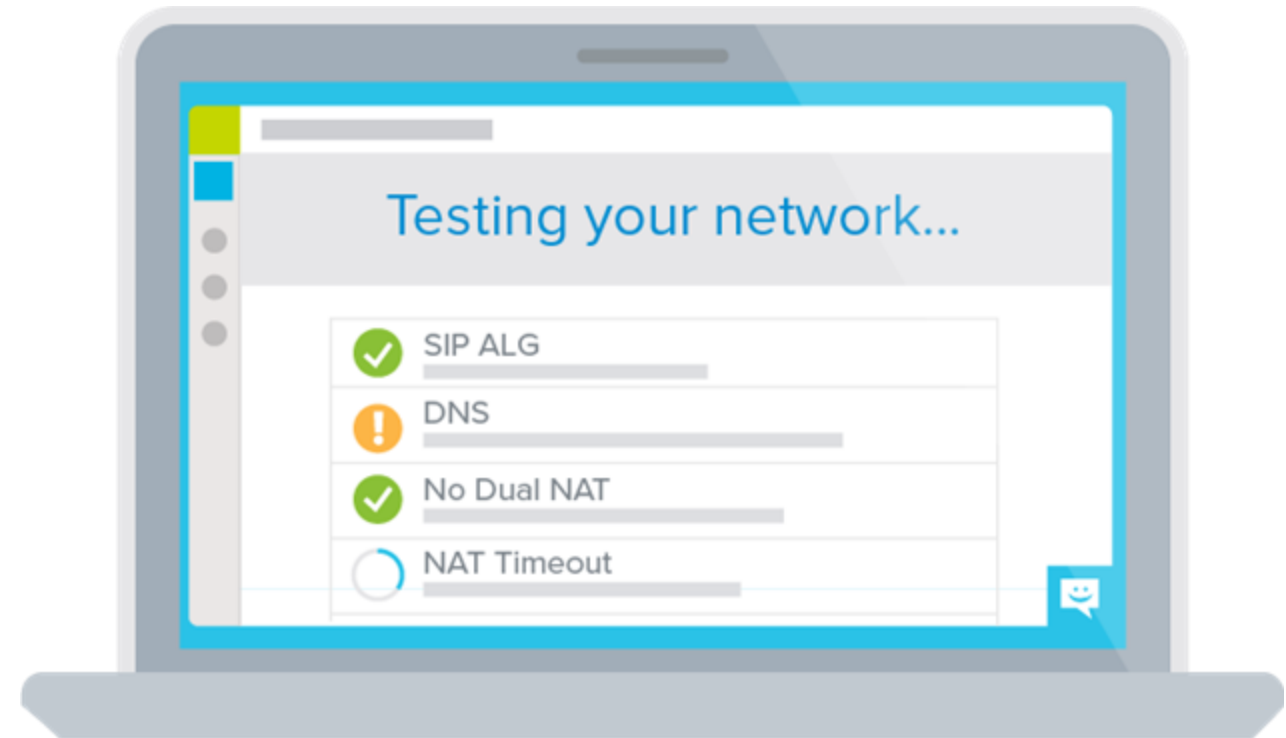 Testing your network...
SIP ALG
DNS
No Dual NAT
NAT Timeout